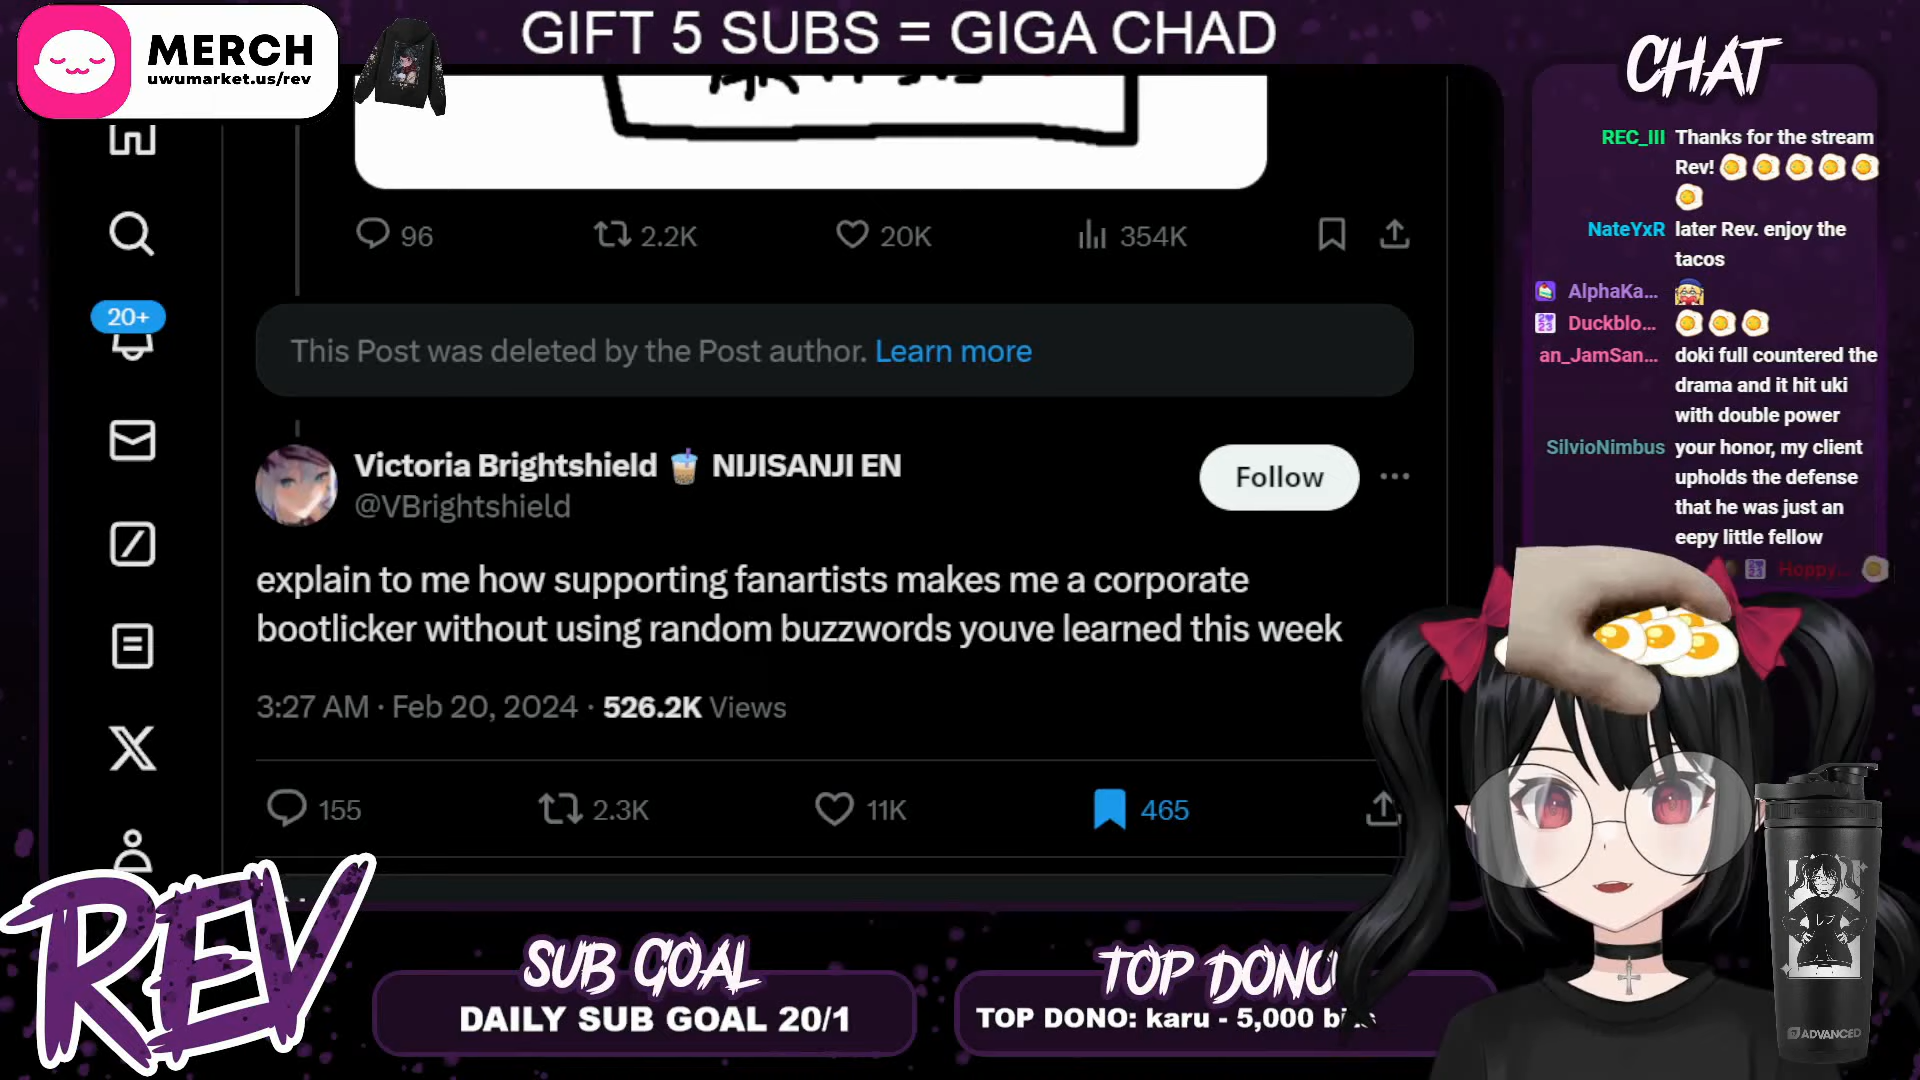 MERCH
uwumarket.us/rev
GIFT 5 SUBS = GIGA CHAD
96
2.2K
20K
354K
20+
This Post was deleted by the Post author. Learn more
Victoria Brightshield 🧋 NIJISANJI EN
@VBrightshield
Follow
explain to me how supporting fanartists makes me a corporate
bootlicker without using random buzzwords youve learned this week
3:27 AM · Feb 20, 2024 · 526.2K Views
155
2.3K
11K
465
CHAT
REC_III Thanks for the stream
Rev!
NateYxR later Rev. enjoy the
tacos
AlphaKa...
Duckblo...
an_JamSan... doki full countered the
drama and it hit uki
with double power
SilvioNimbus your honor, my client
upholds the defense
that he was just an
eepy little fellow
Hoppy...
REV
SUB GOAL
DAILY SUB GOAL 20/1
TOP DONO
TOP DONO: karu - 5,000
レブ
ADVANCED